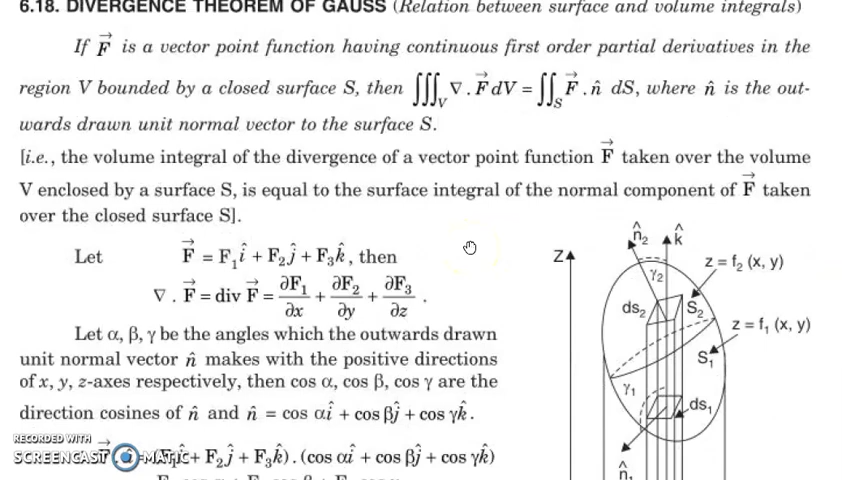 6.18. DIVERGENCE THEOREM OF GAUSS (Relation between surface and volume integrals)
If F⃗ is a vector point function having continuous first order partial derivatives in the
region V bounded by a closed surface S, then ∭_V ∇ . F⃗ dV = ∬_S F⃗ . n̂ dS, where n̂ is the out-
wards drawn unit normal vector to the surface S.
[i.e., the volume integral of the divergence of a vector point function F⃗ taken over the volume
V enclosed by a surface S, is equal to the surface integral of the normal component of F⃗ taken
over the closed surface S].
Let F⃗ = F₁î + F₂ĵ + F₃k̂, then
∇ . F⃗ = div F⃗ = ∂F₁/∂x + ∂F₂/∂y + ∂F₃/∂z .
Let α, β, γ be the angles which the outwards drawn
unit normal vector n̂ makes with the positive directions
of x, y, z-axes respectively, then cos α, cos β, cos γ are the
direction cosines of n̂ and n̂ = cos αî + cos βĵ + cos γk̂.
F⃗ . n̂ = (F₁î + F₂ĵ + F₃k̂) . (cos αî + cos βĵ + cos γk̂)
Z
n̂₂
k̂
γ₂
z = f₂ (x, y)
ds₂
S₂
z = f₁ (x, y)
S₁
γ₁
ds₁
n̂₁
RECORDED WITH
SCREENCAST-O-MATIC